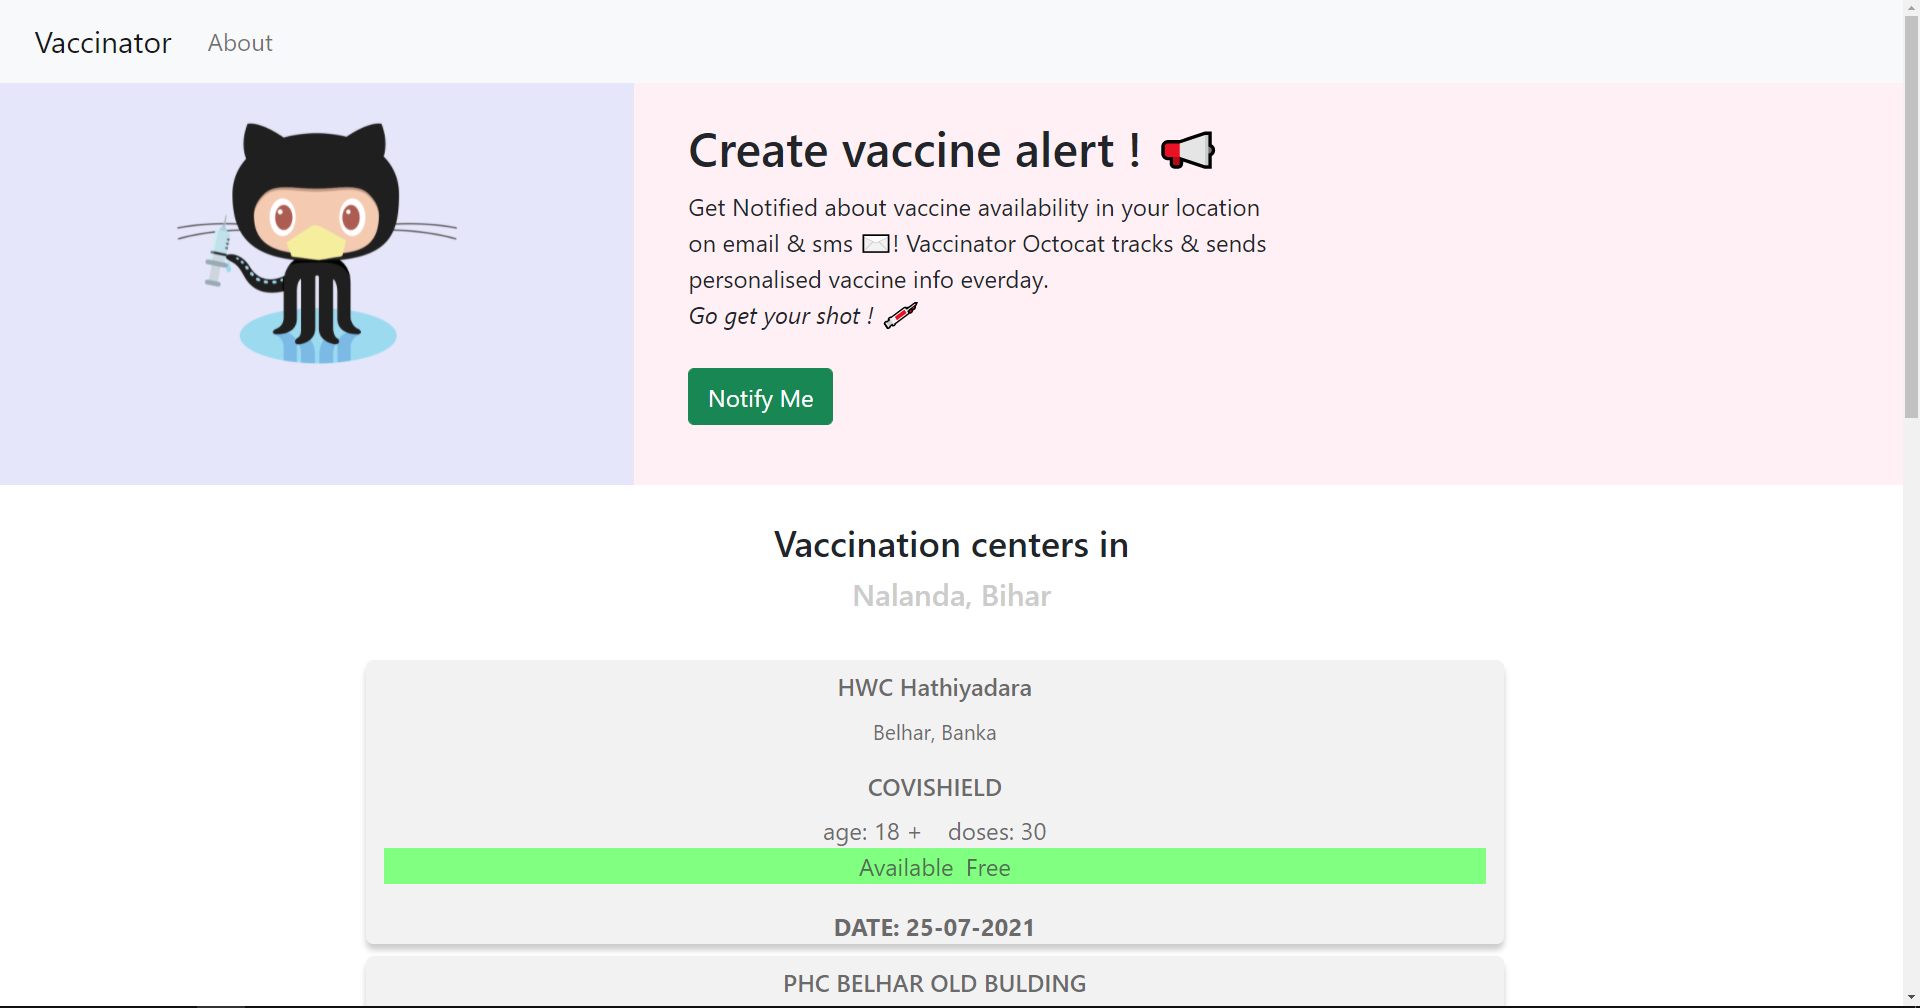 Vaccinator About
Create vaccine alert !
Get Notified about vaccine availability in your location
on email & sms ✉️! Vaccinator Octocat tracks & sends
personalised vaccine info everday.
Go get your shot !
Notify Me
Vaccination centers in
Nalanda, Bihar
HWC Hathiyadara
Belhar, Banka
COVISHIELD
age: 18 + doses: 30
Available Free
DATE: 25-07-2021
PHC BELHAR OLD BULDING